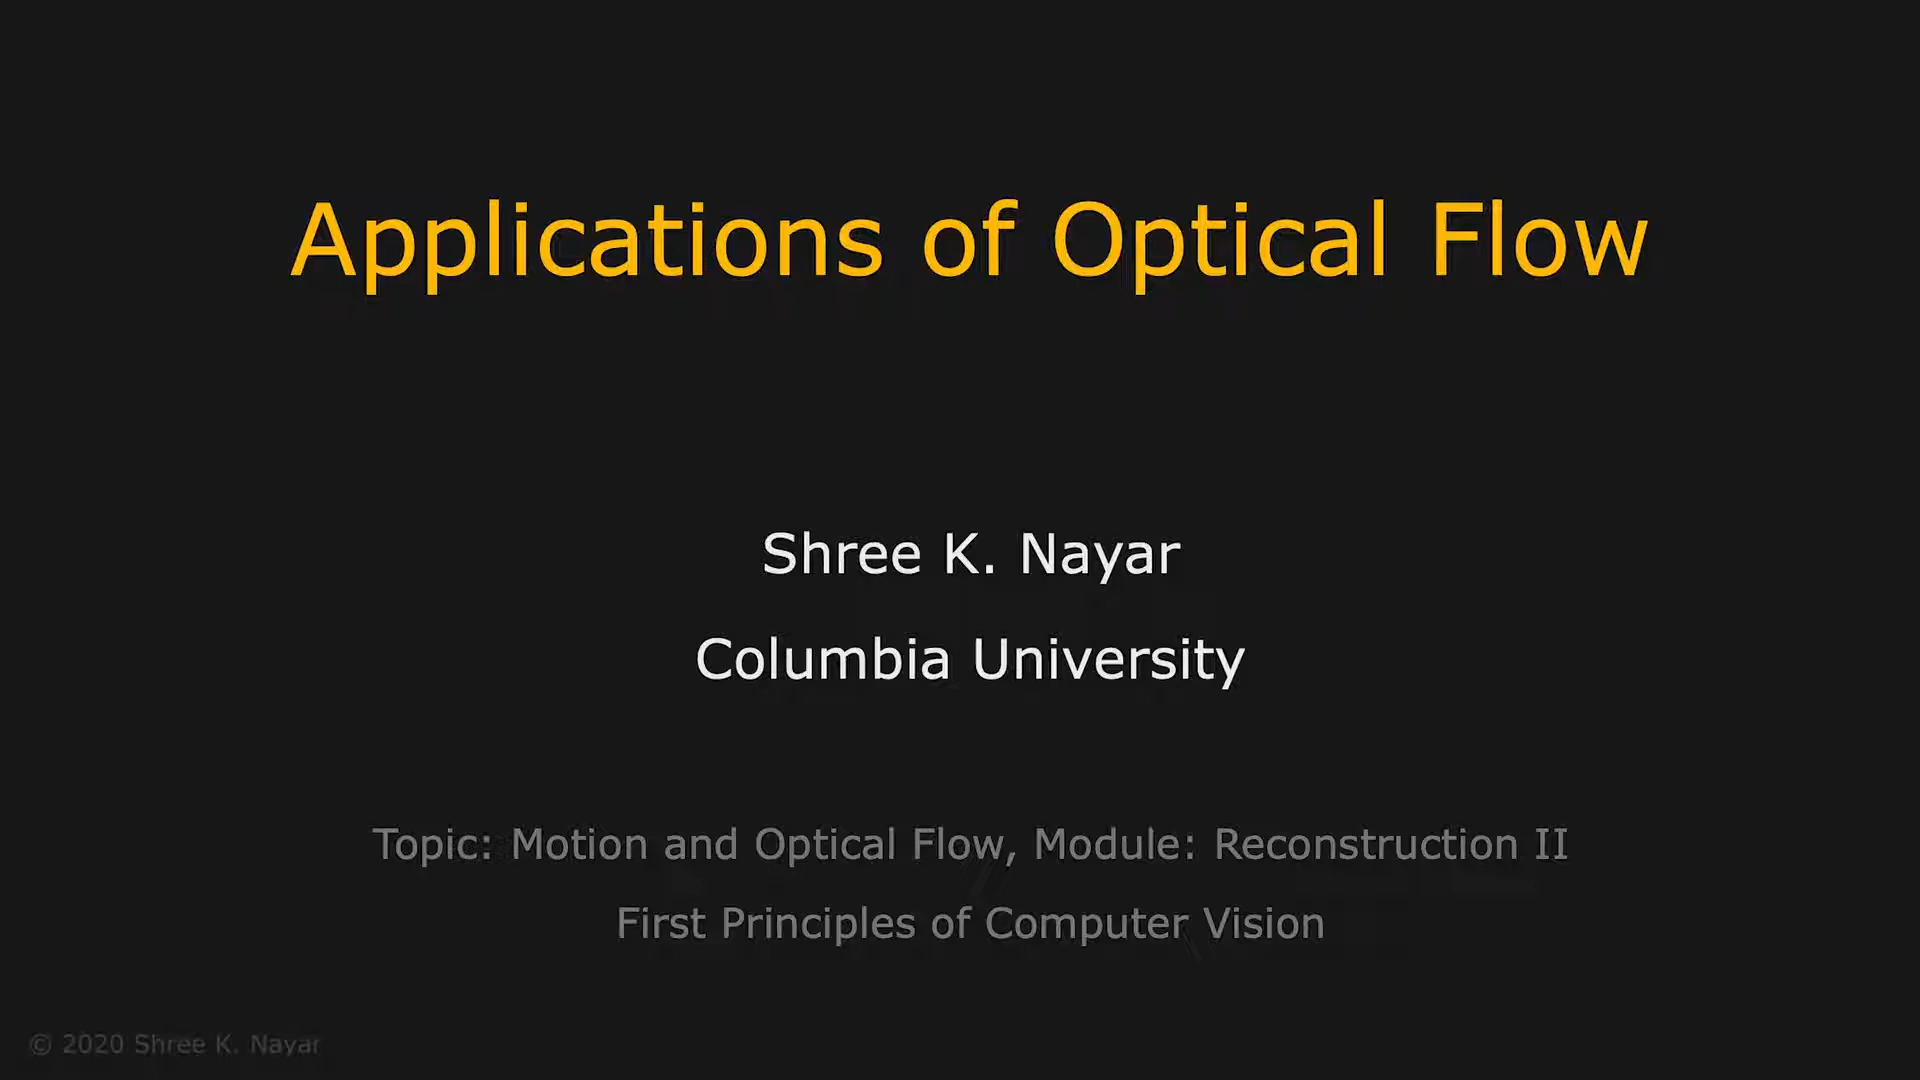 Applications of Optical Flow
Shree K. Nayar
Columbia University
Topic: Motion and Optical Flow, Module: Reconstruction II
First Principles of Computer Vision
© 2020 Shree K. Nayar